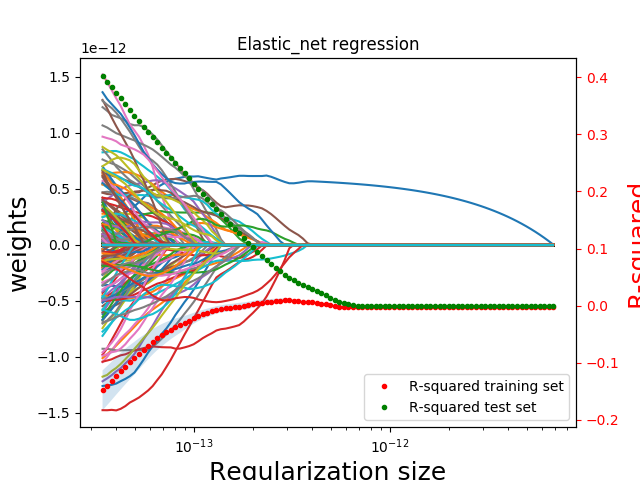 Elastic_net regression
1e−12
1.5
1.0
0.5
0.0
−0.5
−1.0
−1.5
weights
0.4
0.3
0.2
0.1
0.0
−0.1
−0.2
R-squared
R-squared training set
R-squared test set
10−13
10−12
Regularization size